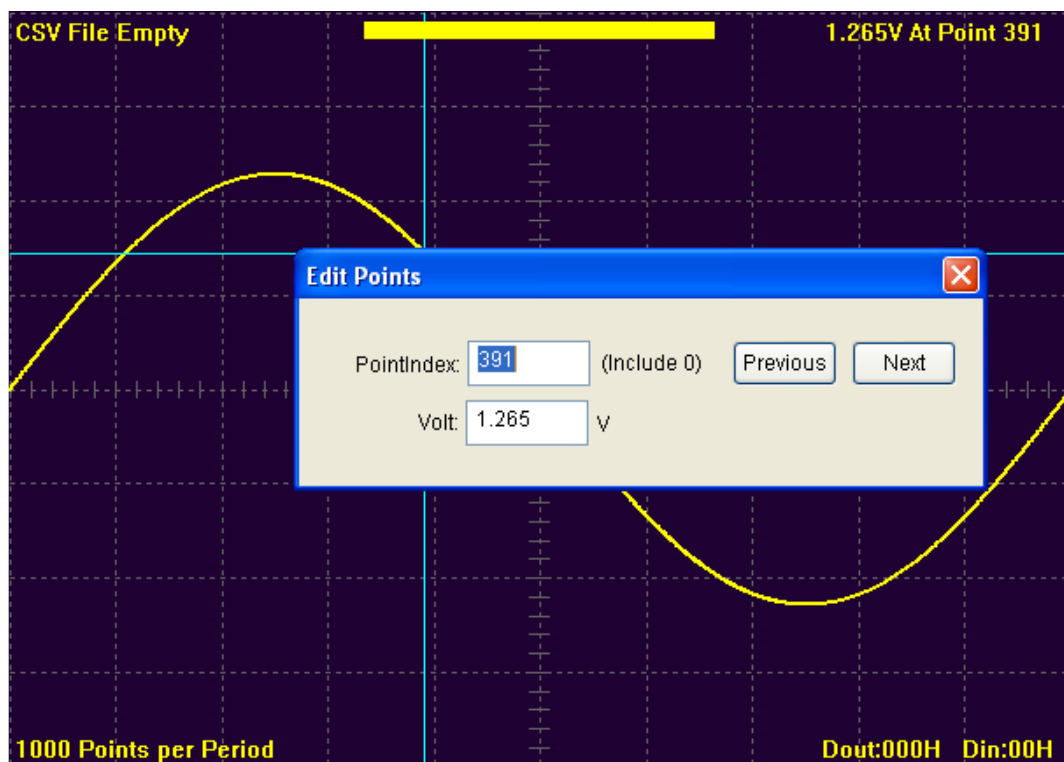 CSV File Empty
1.265V At Point 391
Edit Points
PointIndex: 391 (Include 0) Previous Next
Volt: 1.265 V
1000 Points per Period
Dout:000H Din:00H